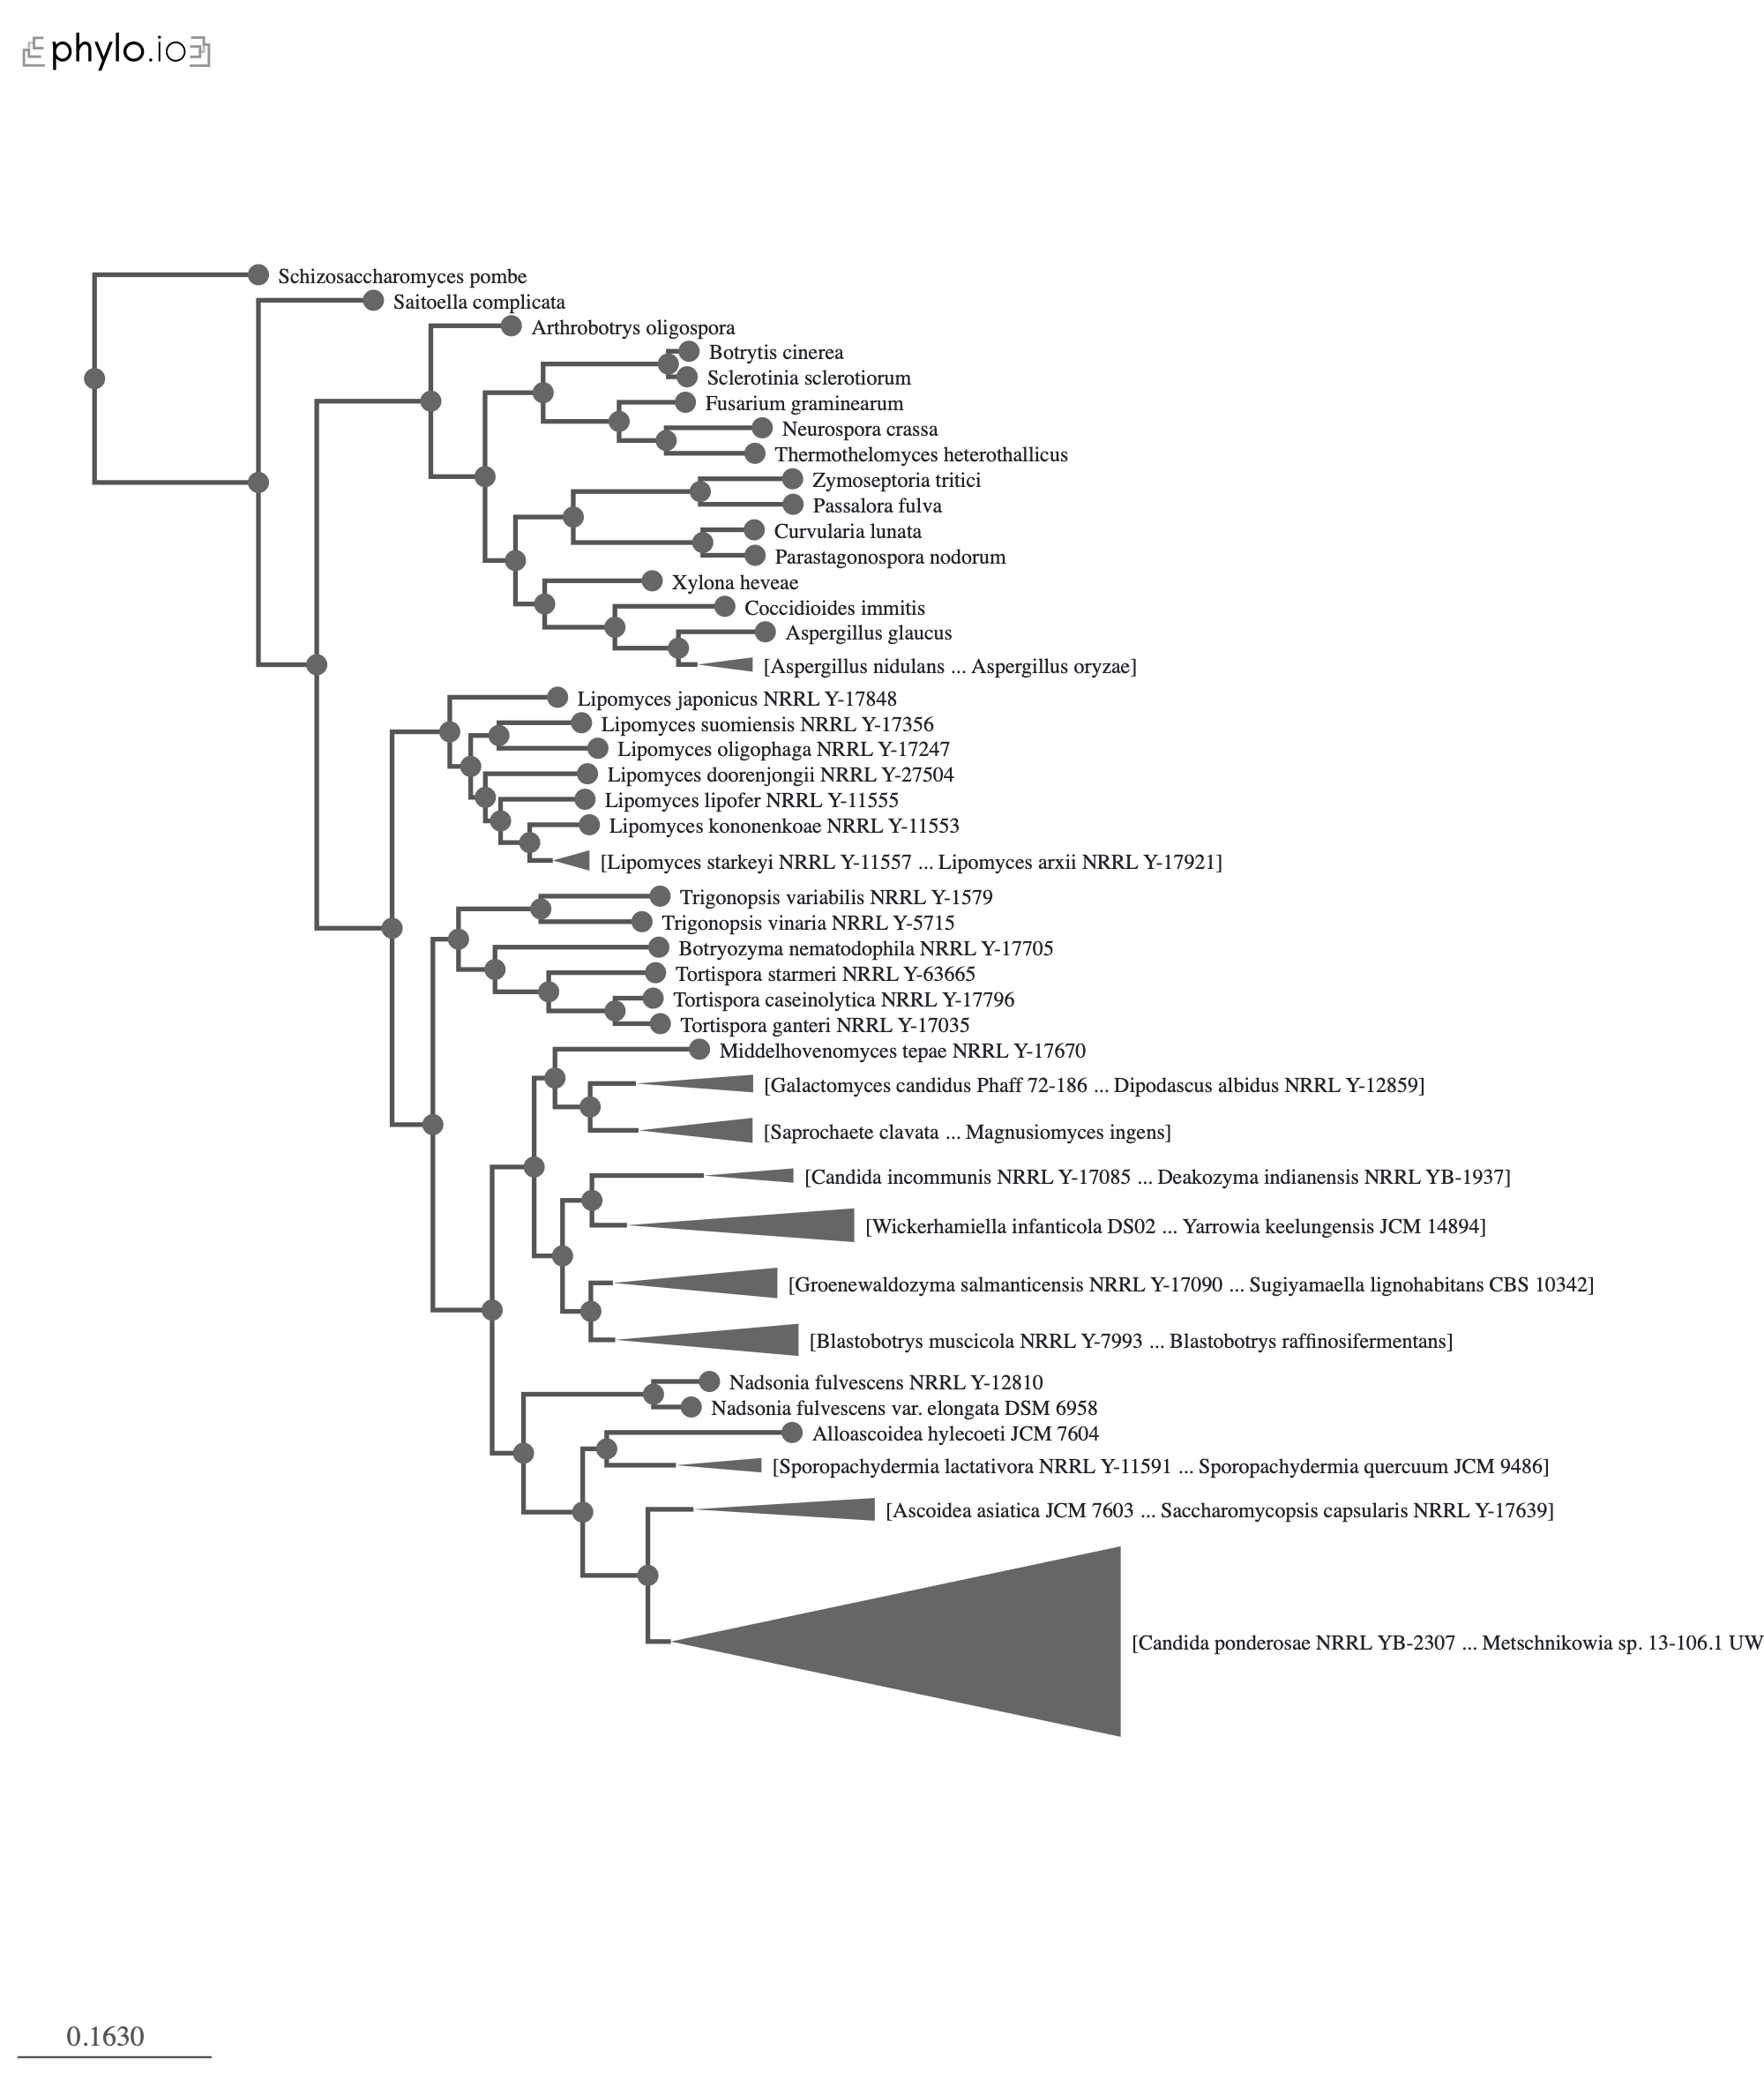 phylo.io
Schizosaccharomyces pombe
Saitoella complicata
Arthrobotrys oligospora
Botrytis cinerea
Sclerotinia sclerotiorum
Fusarium graminearum
Neurospora crassa
Thermothelomyces heterothallicus
Zymoseptoria tritici
Passalora fulva
Curvularia lunata
Parastagonospora nodorum
Xylona heveae
Coccidioides immitis
Aspergillus glaucus
[Aspergillus nidulans ... Aspergillus oryzae]
Lipomyces japonicus NRRL Y-17848
Lipomyces suomiensis NRRL Y-17356
Lipomyces oligophaga NRRL Y-17247
Lipomyces doorenjongii NRRL Y-27504
Lipomyces lipofer NRRL Y-11555
Lipomyces kononenkoae NRRL Y-11553
[Lipomyces starkeyi NRRL Y-11557 ... Lipomyces arxii NRRL Y-17921]
Trigonopsis variabilis NRRL Y-1579
Trigonopsis vinaria NRRL Y-5715
Botryozyma nematodophila NRRL Y-17705
Tortispora starmeri NRRL Y-63665
Tortispora caseinolytica NRRL Y-17796
Tortispora ganteri NRRL Y-17035
Middelhovenomyces tepae NRRL Y-17670
[Galactomyces candidus Phaff 72-186 ... Dipodascus albidus NRRL Y-12859]
[Saprochaete clavata ... Magnusiomyces ingens]
[Candida incommunis NRRL Y-17085 ... Deakozyma indianensis NRRL YB-1937]
[Wickerhamiella infanticola DS02 ... Yarrowia keelungensis JCM 14894]
[Groenewaldozyma salmanticensis NRRL Y-17090 ... Sugiyamaella lignohabitans CBS 10342]
[Blastobotrys muscicola NRRL Y-7993 ... Blastobotrys raffinosifermentans]
Nadsonia fulvescens NRRL Y-12810
Nadsonia fulvescens var. elongata DSM 6958
Alloascoidea hylecoeti JCM 7604
[Sporopachydermia lactativora NRRL Y-11591 ... Sporopachydermia quercuum JCM 9486]
[Ascoidea asiatica JCM 7603 ... Saccharomycopsis capsularis NRRL Y-17639]
[Candida ponderosae NRRL YB-2307 ... Metschnikowia sp. 13-106.1 UW
0.1630